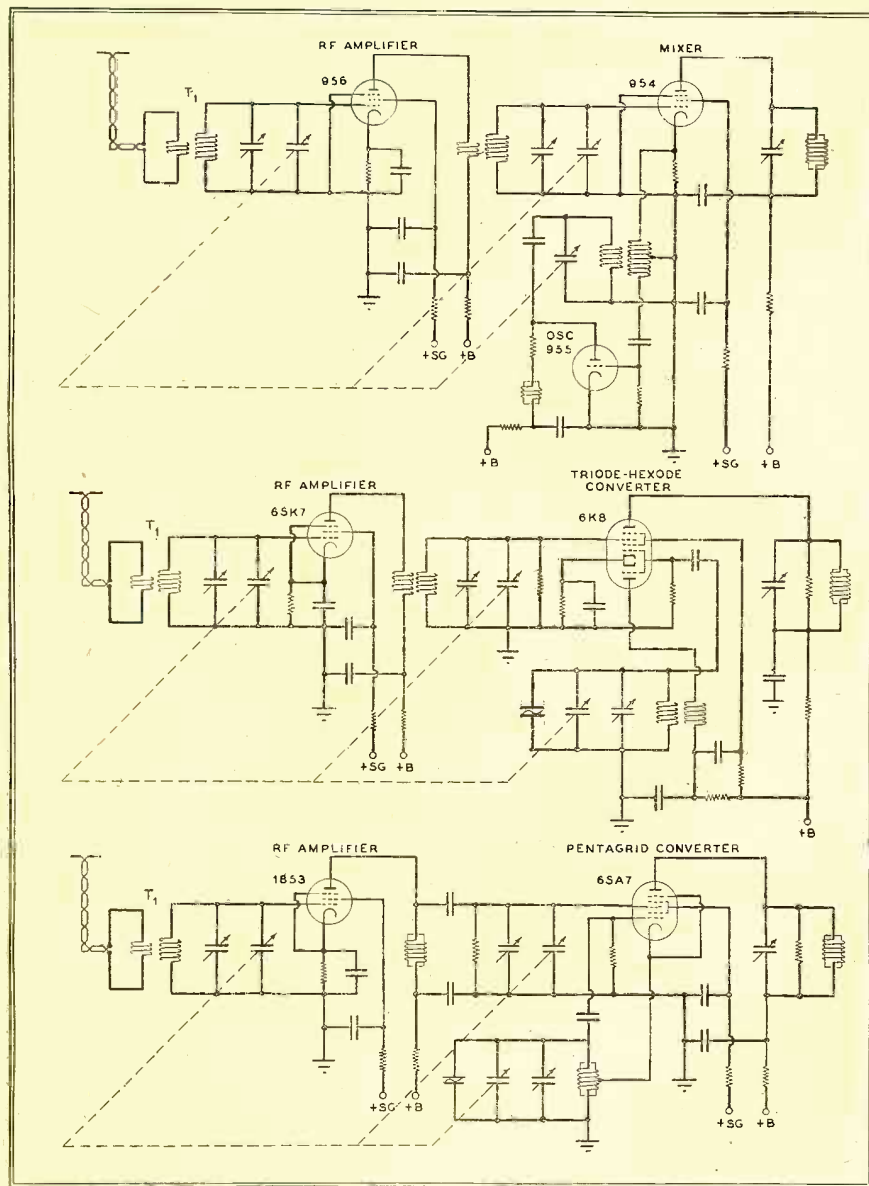 RF AMPLIFIER
MIXER
956
954
T1
OSC
955
+SG
+B
+B
+SG
+B
RF AMPLIFIER
TRIODE-HEXODE
CONVERTER
6SK7
6K8
T1
+SG
+B
+B
RF AMPLIFIER
PENTAGRID CONVERTER
1853
6SA7
T1
+SG
+B
+SG
+B